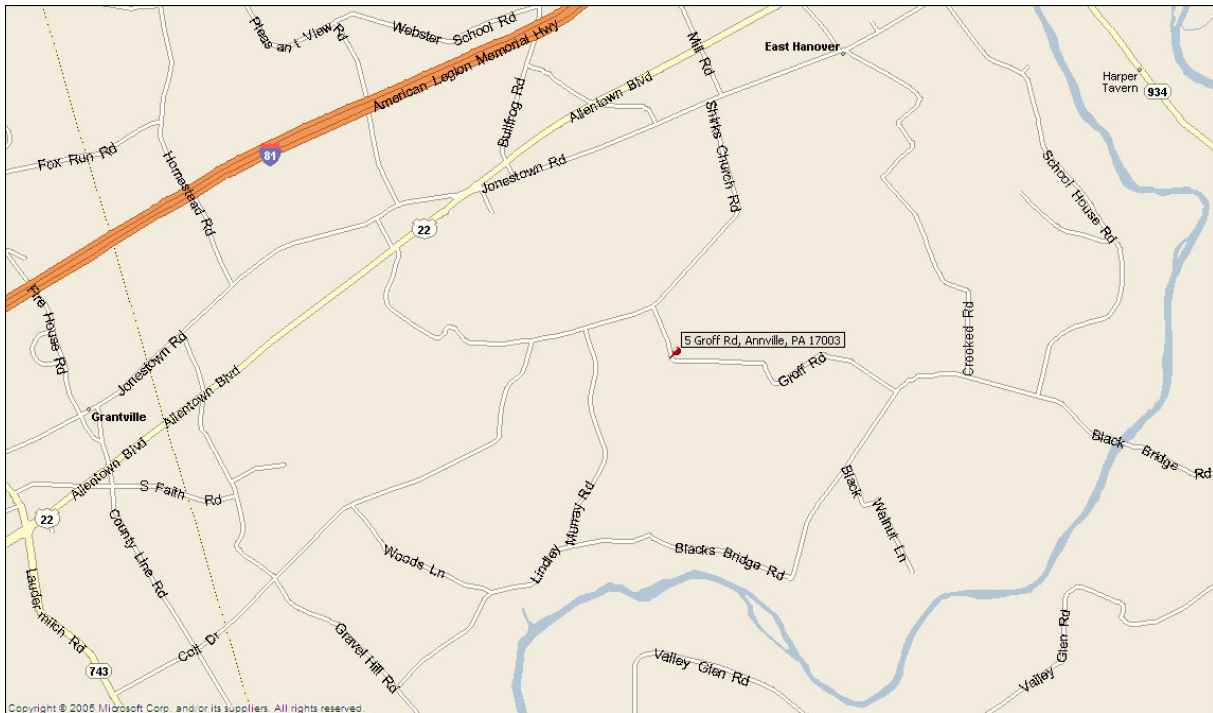 Pleasant View Rd
Webster School Rd
American Legion Memorial Hwy
Mill Rd
East Hanover
Harper
Tavern
934
Bullfrog Rd
Allentown Blvd
Shirks Church Rd
Fox Run Rd
81
Homestead Rd
Jonestown Rd
School House Rd
22
Fire House Rd
Jonestown Rd
5 Groff Rd, Annville, PA 17003
Groff Rd
Crooked Rd
Allentown Blvd
Grantville
Allentown Blvd
Black Bridge Rd
S Faith Rd
22
County Line Rd
Black Walnut Ln
Lindley Murray Rd
Woods Ln
Blacks Bridge Rd
Laudermilch Rd
Colt Dr
Gravel Hill Rd
743
Valley Glen Rd
Valley Glen Rd
Copyright © 2005 Microsoft Corp. and/or its suppliers. All rights reserved.